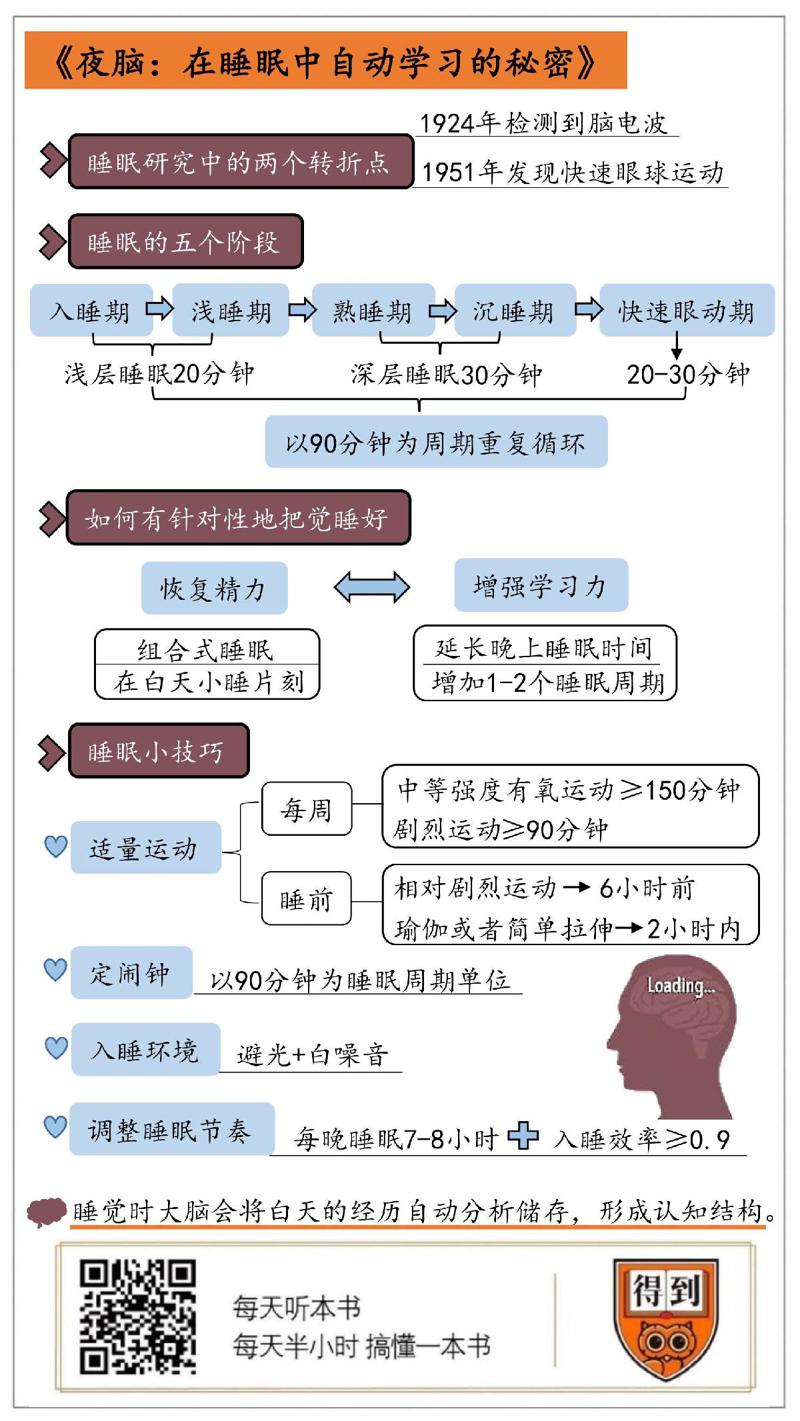 《夜脑：在睡眠中自动学习的秘密》
睡眠研究中的两个转折点
1924年检测到脑电波
1951年发现快速眼球运动
睡眠的五个阶段
入睡期
浅睡期
熟睡期
沉睡期
快速眼动期
浅层睡眠20分钟
深层睡眠30分钟
20-30分钟
以90分钟为周期重复循环
如何有针对性地把觉睡好
恢复精力
增强学习力
组合式睡眠
在白天小睡片刻
延长晚上睡眠时间
增加1-2个睡眠周期
睡眠小技巧
适量运动
每周
中等强度有氧运动≥150分钟
剧烈运动≥90分钟
睡前
相对剧烈运动→6小时前
瑜伽或者简单拉伸→2小时内
定闹钟
以90分钟为睡眠周期单位
Loading...
入睡环境
避光+白噪音
调整睡眠节奏
每晚睡眠7-8小时
入睡效率≥0.9
睡觉时大脑会将白天的经历自动分析储存，形成认知结构。
每天听本书
每天半小时 搞懂一本书
得到